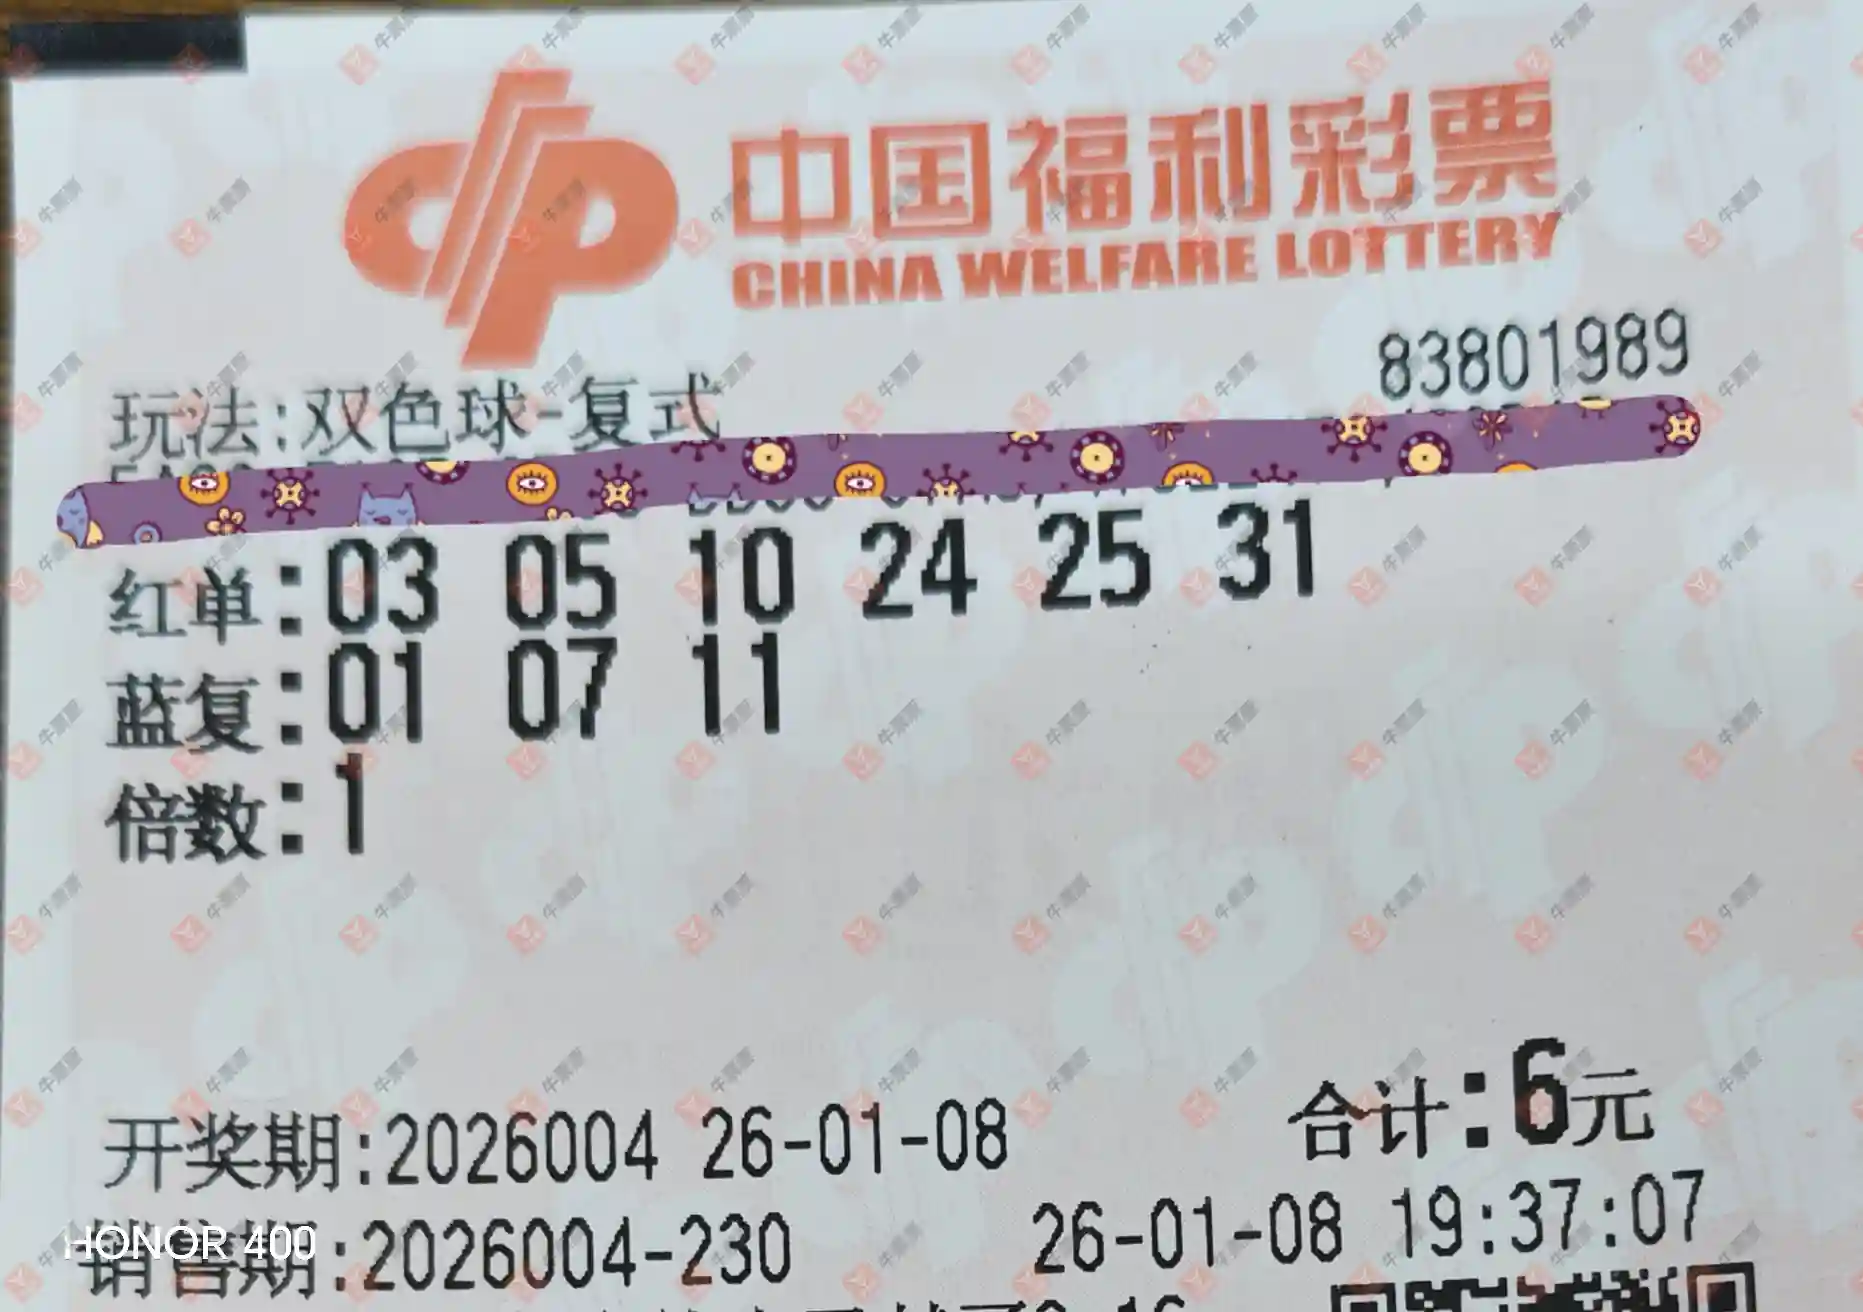 中国福利彩票
CHINA WELFARE LOTTERY
83801989
玩法:双色球-复式
红单:03 05 10 24 25 31
蓝复:01 07 11
倍数:1
合计:6元
开奖期:2026004 26-01-08
销售期:2026004-230 26-01-08 19:37:07
HONOR 400
牛票票